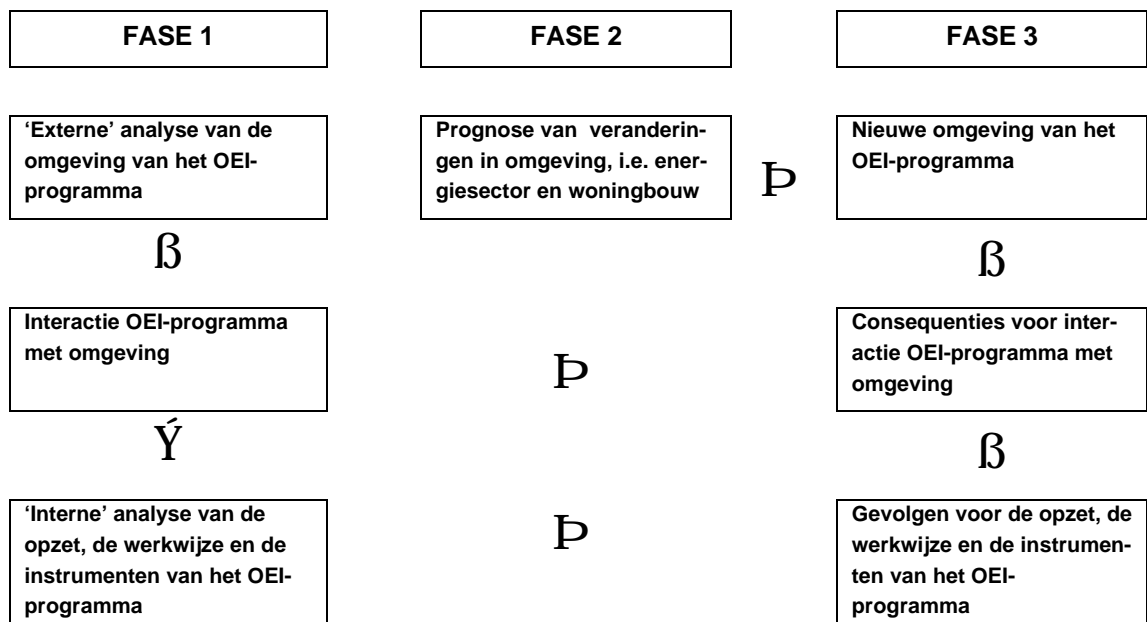 FASE 1
FASE 2
FASE 3
‘Externe’ analyse van de
omgeving van het OEI-
programma
Prognose van veranderin-
gen in omgeving, i.e. ener-
giesector en woningbouw
Þ
Nieuwe omgeving van het
OEI-programma
ß
ß
Interactie OEI-programma
met omgeving
Þ
Consequenties voor inter-
actie OEI-programma met
omgeving
Ý
ß
‘Interne’ analyse van de
opzet, de werkwijze en de
instrumenten van het OEI-
programma
Þ
Gevolgen voor de opzet, de
werkwijze en de instrumen-
ten van het OEI-
programma